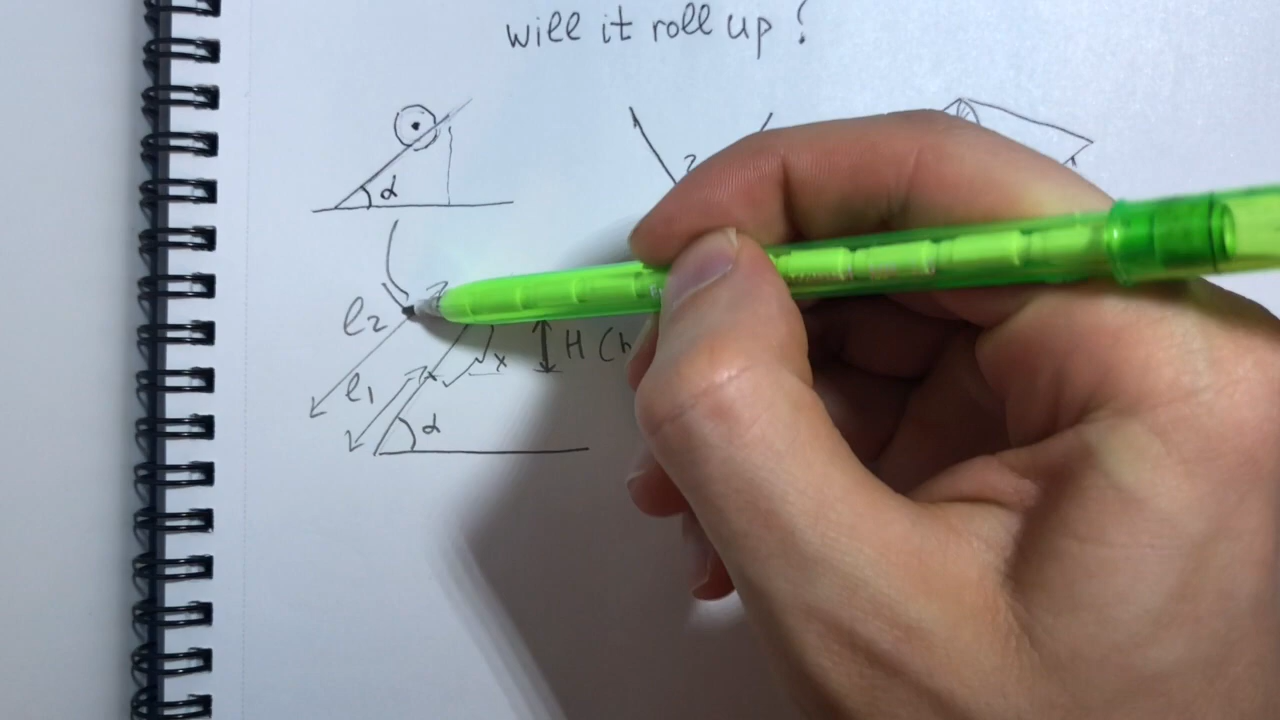 will it roll up ?
α
?
l₂
H (h
x
l₁
α